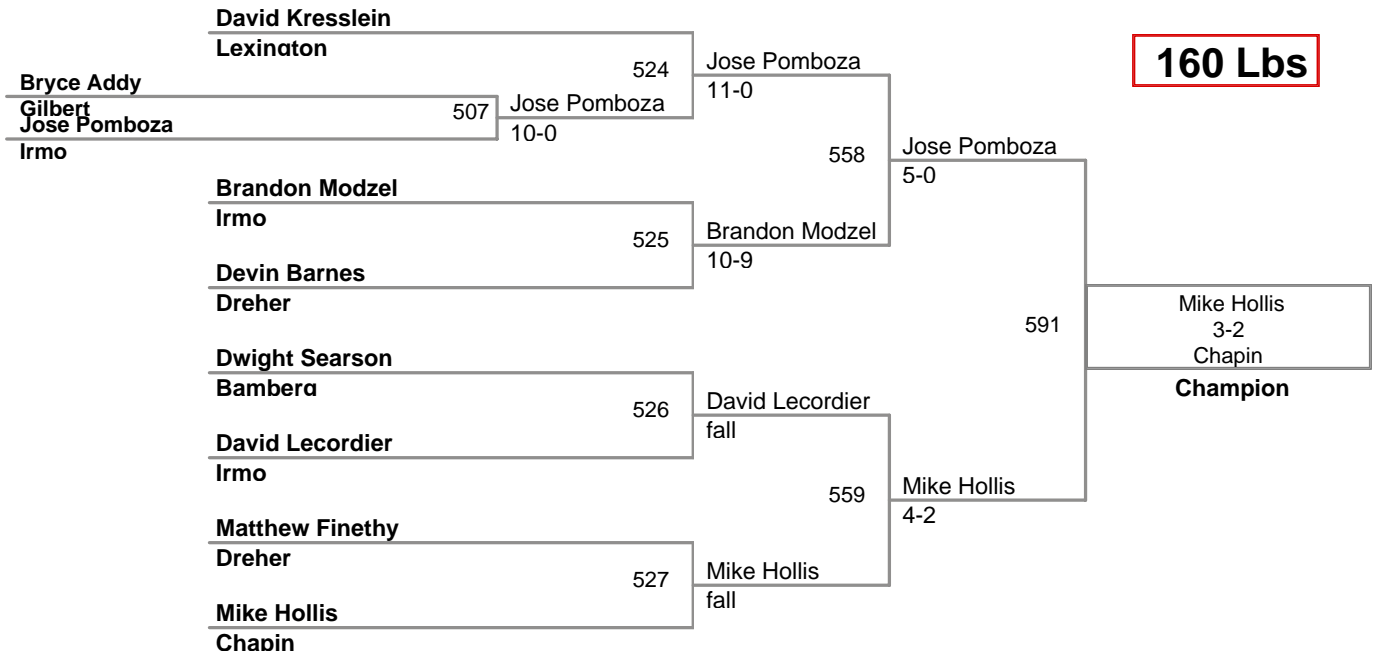 David Kresslein
Lexington
160 Lbs
524
Jose Pomboza
11-0
Bryce Addy
Gilbert
507
Jose Pomboza
10-0
Jose Pomboza
Irmo
558
Jose Pomboza
5-0
Brandon Modzel
Irmo
525
Brandon Modzel
10-9
Devin Barnes
Dreher
591
Mike Hollis
3-2
Chapin
Champion
Dwight Searson
Bamberg
526
David Lecordier
fall
David Lecordier
Irmo
559
Mike Hollis
4-2
Matthew Finethy
Dreher
527
Mike Hollis
fall
Mike Hollis
Chapin